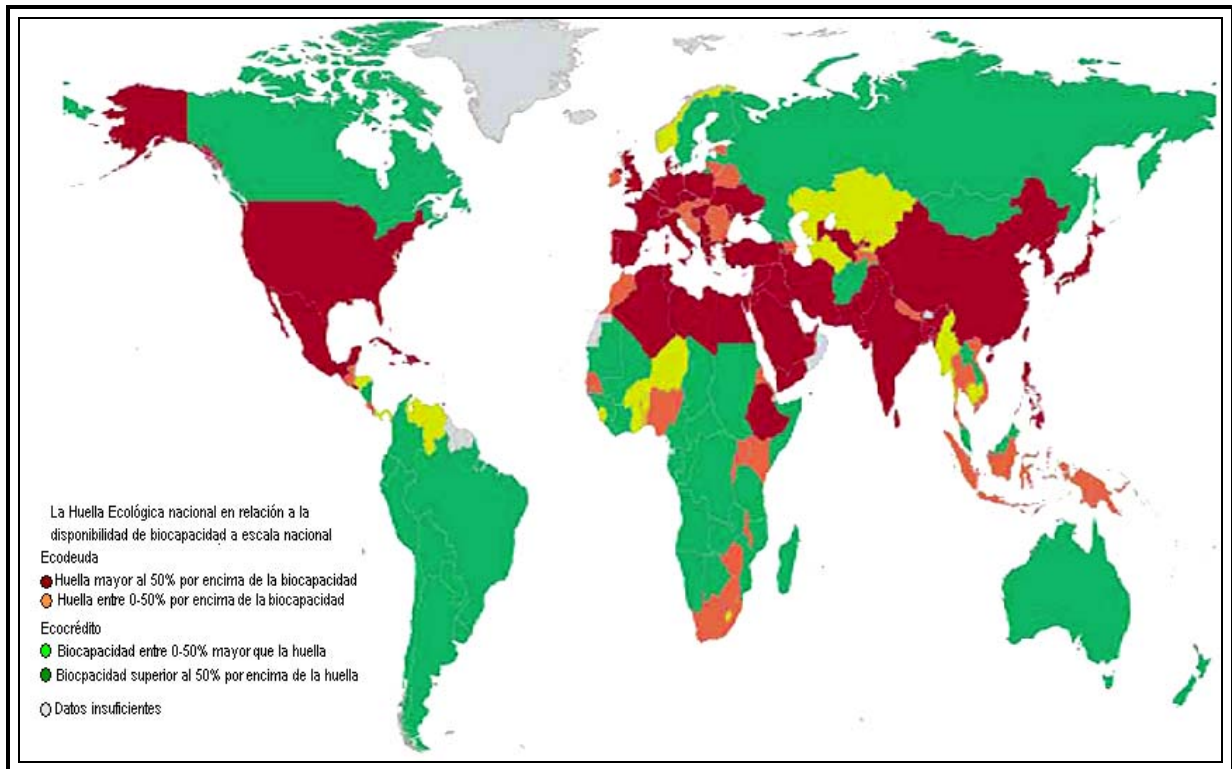 La Huella Ecológica nacional en relación a la
disponibilidad de biocapacidad a escala nacional
Ecodeuda
Huella mayor al 50% por encima de la biocapacidad
Huella entre 0-50% por encima de la biocapacidad
Ecocrédito
Biocapacidad entre 0-50% mayor que la huella
Biocpacidad superior al 50% por encima de la huella
Datos insuficientes